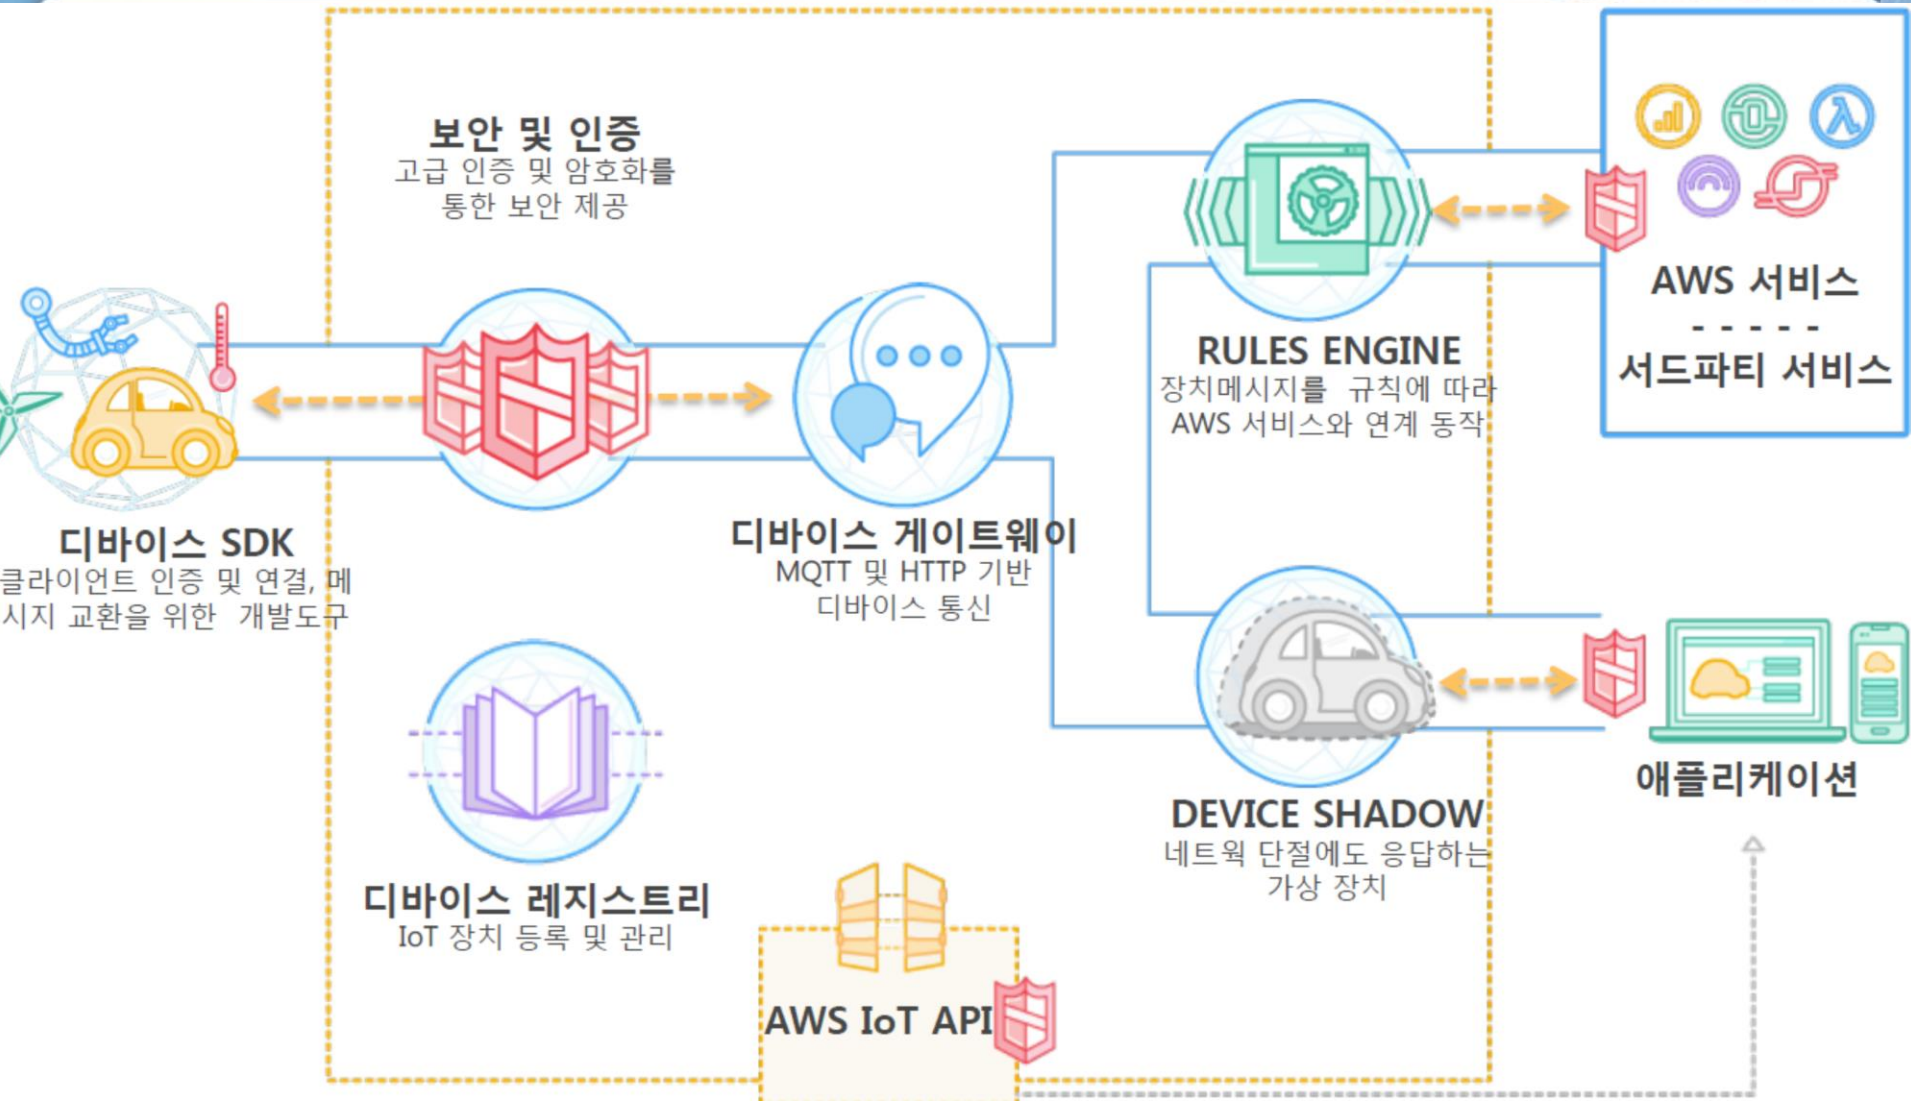 보안 및 인증
고급 인증 및 암호화를
통한 보안 제공
AWS 서비스
- - - - -
서드파티 서비스
RULES ENGINE
장치메시지를 규칙에 따라
AWS 서비스와 연계 동작
디바이스 SDK
클라이언트 인증 및 연결, 메
시지 교환을 위한 개발도구
디바이스 게이트웨이
MQTT 및 HTTP 기반
디바이스 통신
애플리케이션
DEVICE SHADOW
네트웍 단절에도 응답하는
가상 장치
디바이스 레지스트리
IoT 장치 등록 및 관리
AWS IoT API